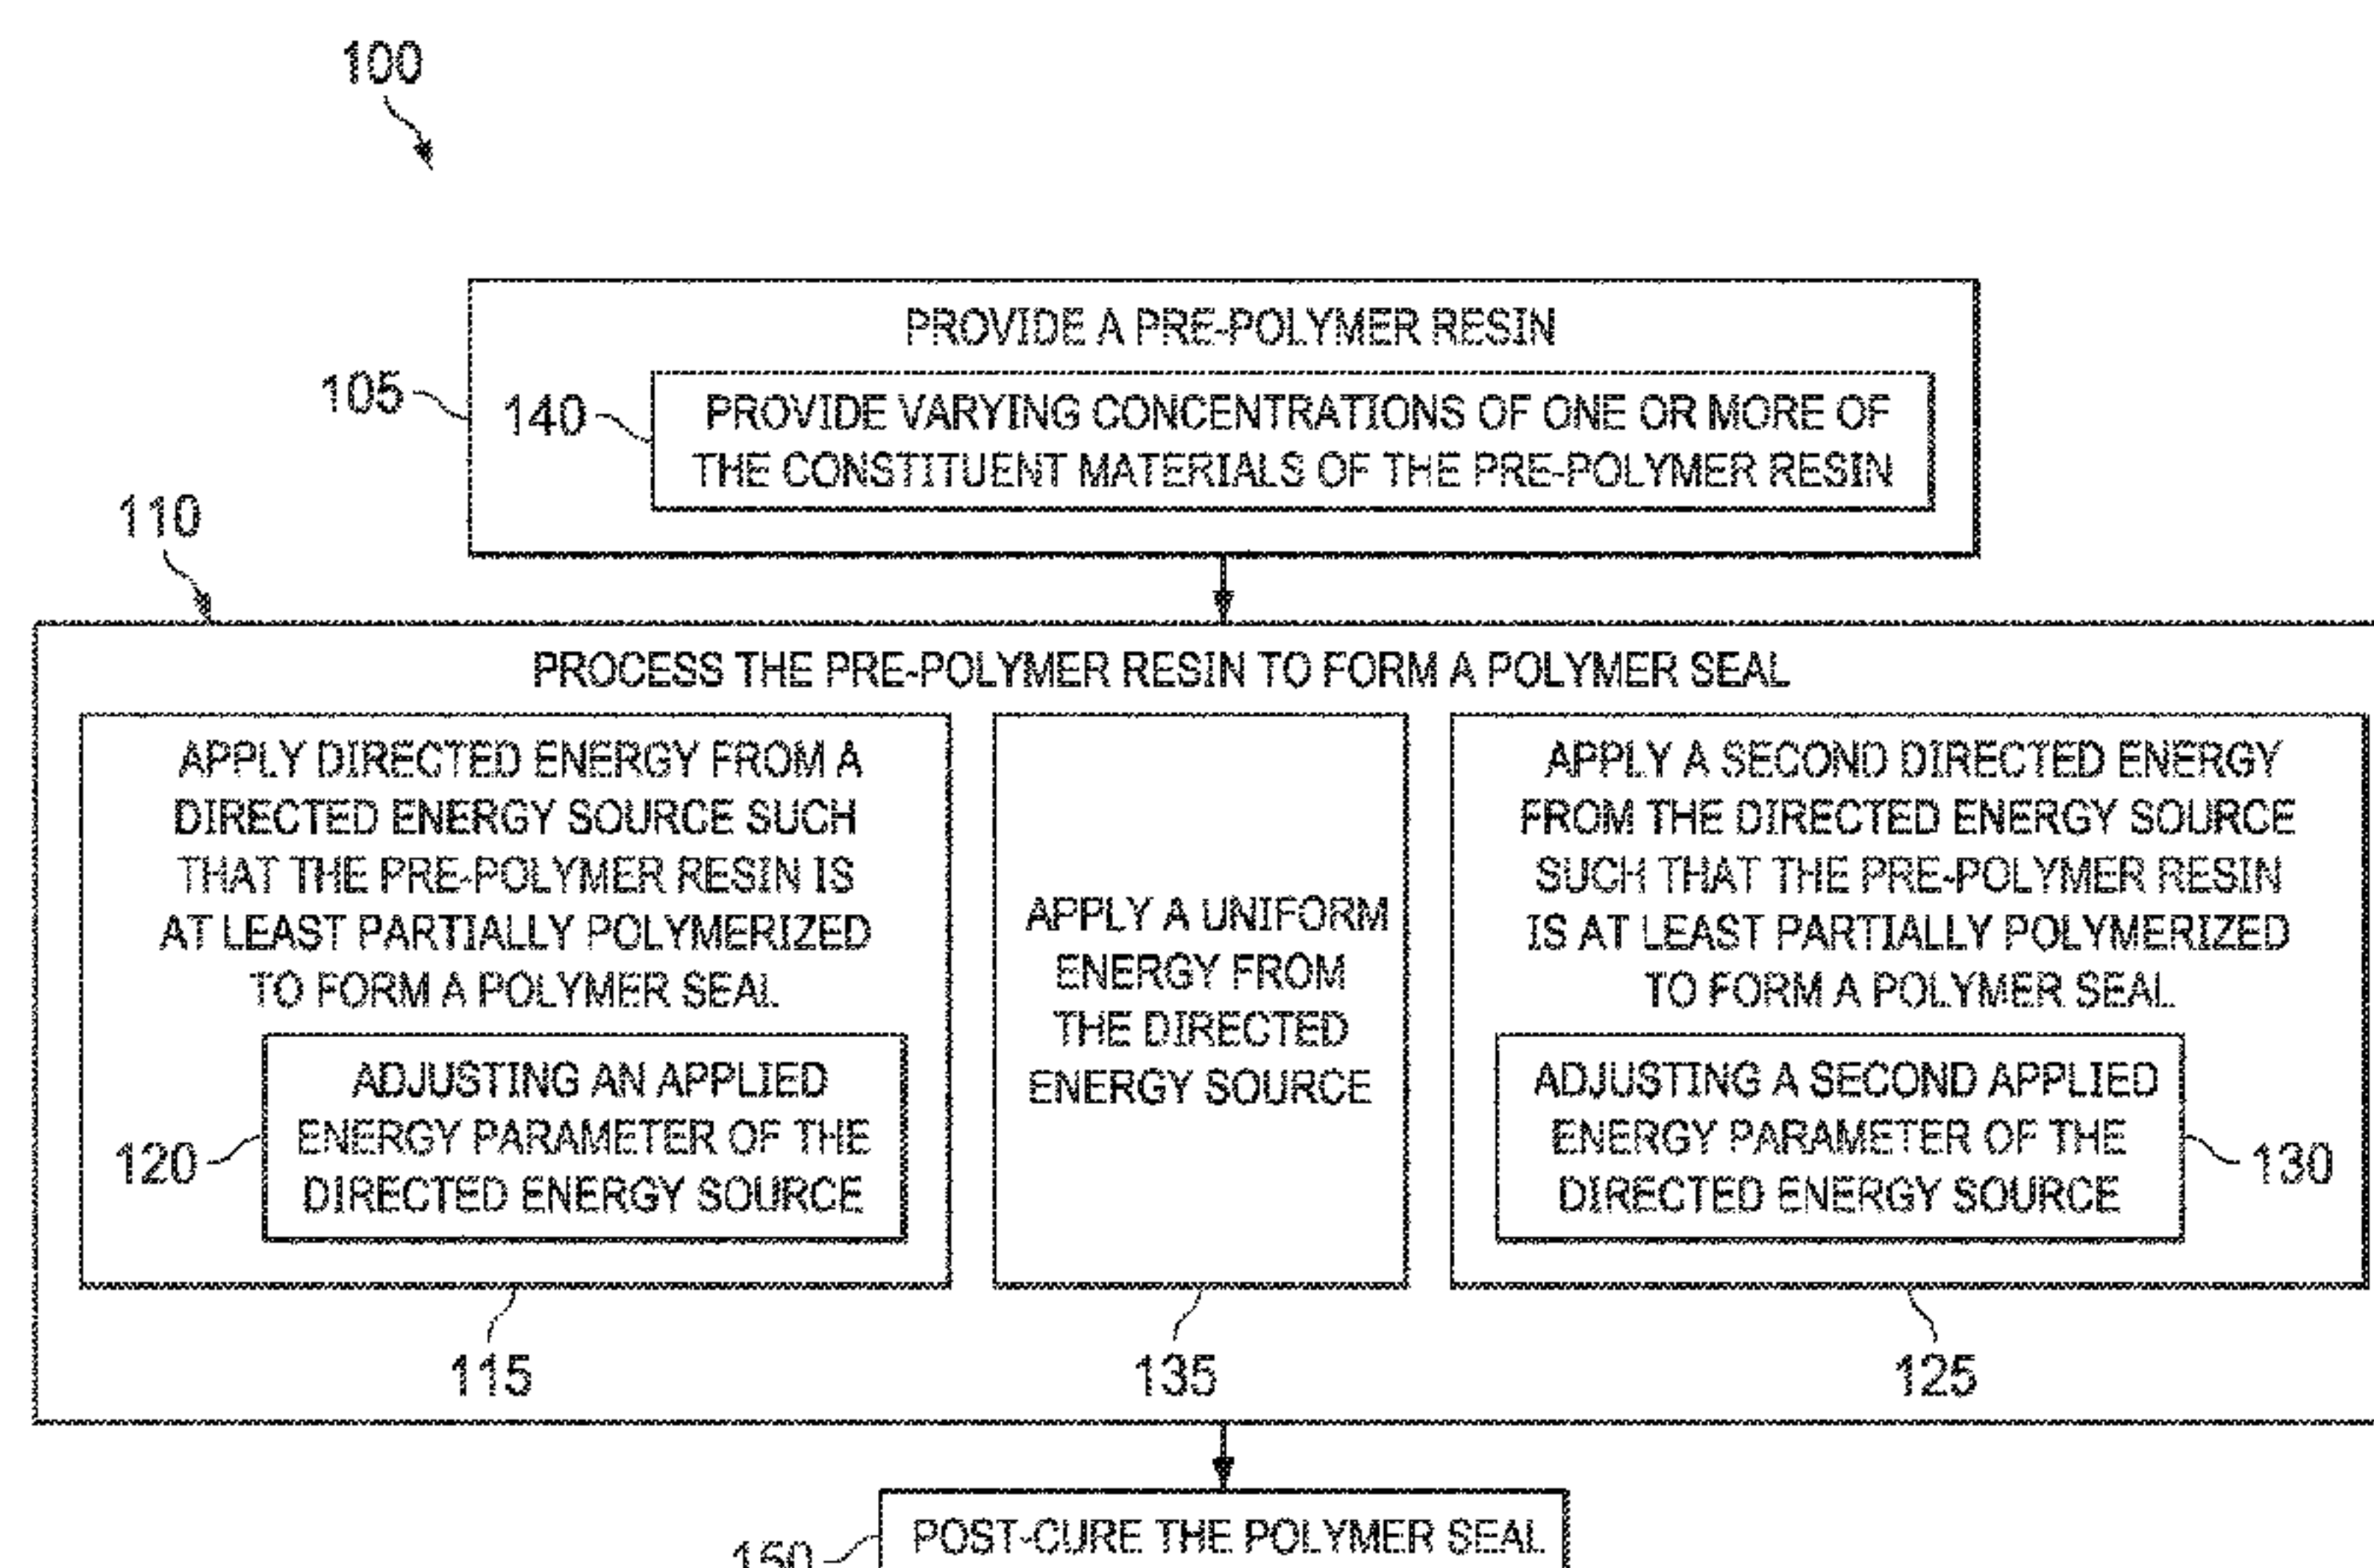 100
PROVIDE A PRE-POLYMER RESIN
105
140
PROVIDE VARYING CONCENTRATIONS OF ONE OR MORE OF
THE CONSTITUENT MATERIALS OF THE PRE-POLYMER RESIN
110
PROCESS THE PRE-POLYMER RESIN TO FORM A POLYMER SEAL
APPLY DIRECTED ENERGY FROM A
DIRECTED ENERGY SOURCE SUCH
THAT THE PRE-POLYMER RESIN IS
AT LEAST PARTIALLY POLYMERIZED
TO FORM A POLYMER SEAL
ADJUSTING AN APPLIED
ENERGY PARAMETER OF THE
DIRECTED ENERGY SOURCE
120
115
APPLY A UNIFORM
ENERGY FROM
THE DIRECTED
ENERGY SOURCE
135
APPLY A SECOND DIRECTED ENERGY
FROM THE DIRECTED ENERGY SOURCE
SUCH THAT THE PRE-POLYMER RESIN
IS AT LEAST PARTIALLY POLYMERIZED
TO FORM A POLYMER SEAL
ADJUSTING A SECOND APPLIED
ENERGY PARAMETER OF THE
DIRECTED ENERGY SOURCE
130
125
POST-CURE THE POLYMER SEAL
150